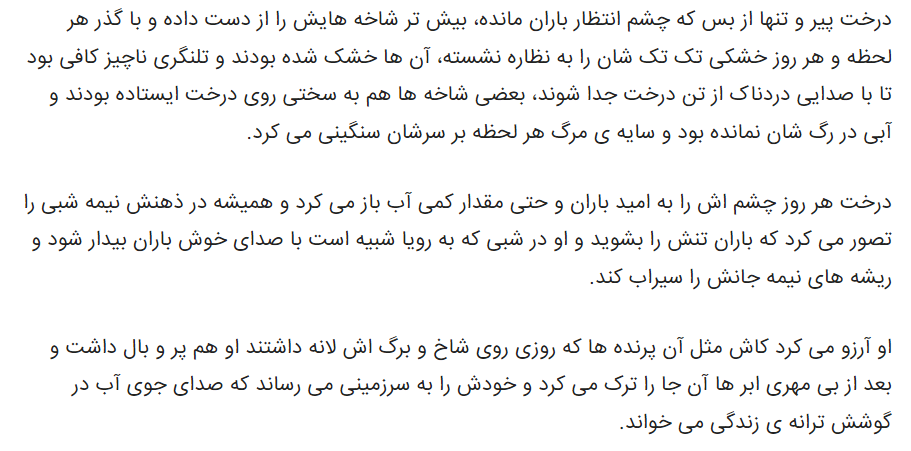 درخت پیر و تنها از بس که چشم انتظار باران مانده، بیش تر شاخه هایش را از دست داده و با گذر هر
لحظه و هر روز خشکی تک تک شان را به نظاره نشسته، آن ها خشک شده بودند و تلنگری ناچیز کافی بود
تا با صدایی دردناک از تن درخت جدا شوند، بعضی شاخه ها هم به سختی روی درخت ایستاده بودند و
آبی در رگ شان نمانده بود و سایه ی مرگ هر لحظه بر سرشان سنگینی می کرد.
درخت هر روز چشم اش را به امید باران و حتی مقدار کمی آب باز می کرد و همیشه در ذهنش نیمه شبی را
تصور می کرد که باران تنش را بشوید و او در شبی که به رویا شبیه است با صدای خوش باران بیدار شود و
ریشه های نیمه جانش را سیراب کند.
او آرزو می کرد کاش مثل آن پرنده ها که روزی روی شاخ و برگ اش لانه داشتند او هم پر و بال داشت و
بعد از بی مهری ابر ها آن جا را ترک می کرد و خودش را به سرزمینی می رساند که صدای جوی آب در
گوشش ترانه ی زندگی می خواند.